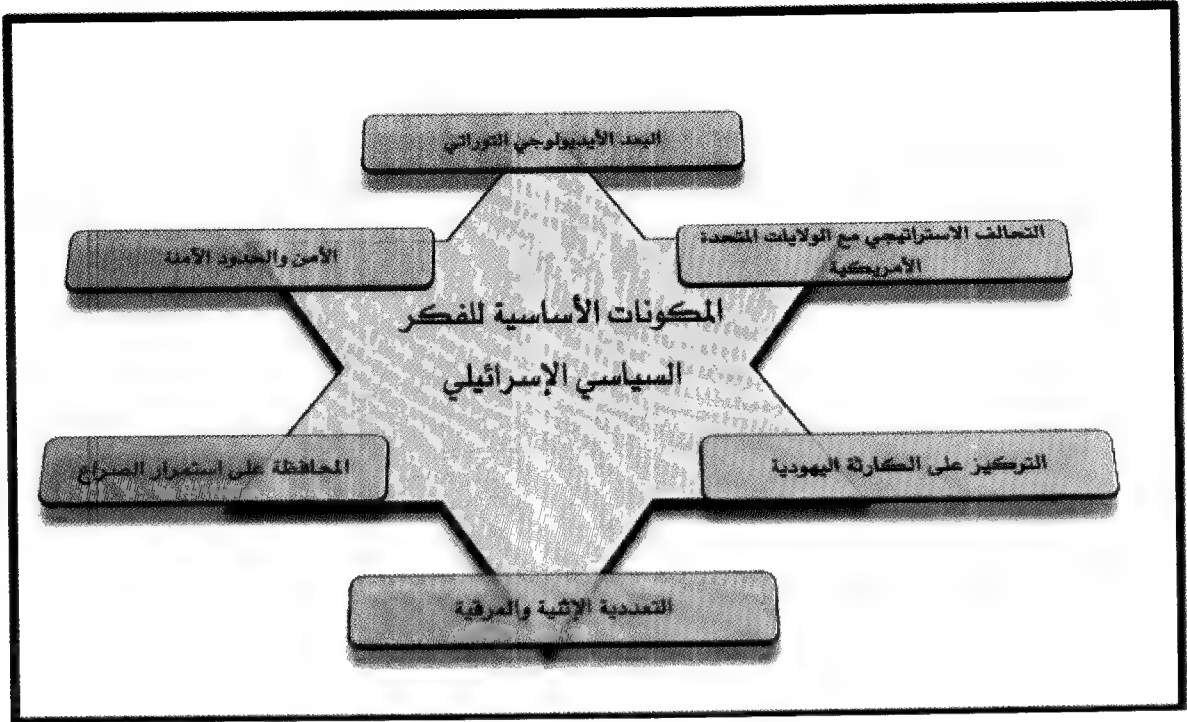 البعد الأيديولوجي التوراتي
التحالف الاستراتيجي مع الولايات المتحدة
الأمريكية
الأمن والحدود الآمنة
المكونات الأساسية للفكر
السياسي الإسرائيلي
التركيز على الكارثة اليهودية
المحافظة على استمرار الصراع
التعددية الإثنية والعرقية